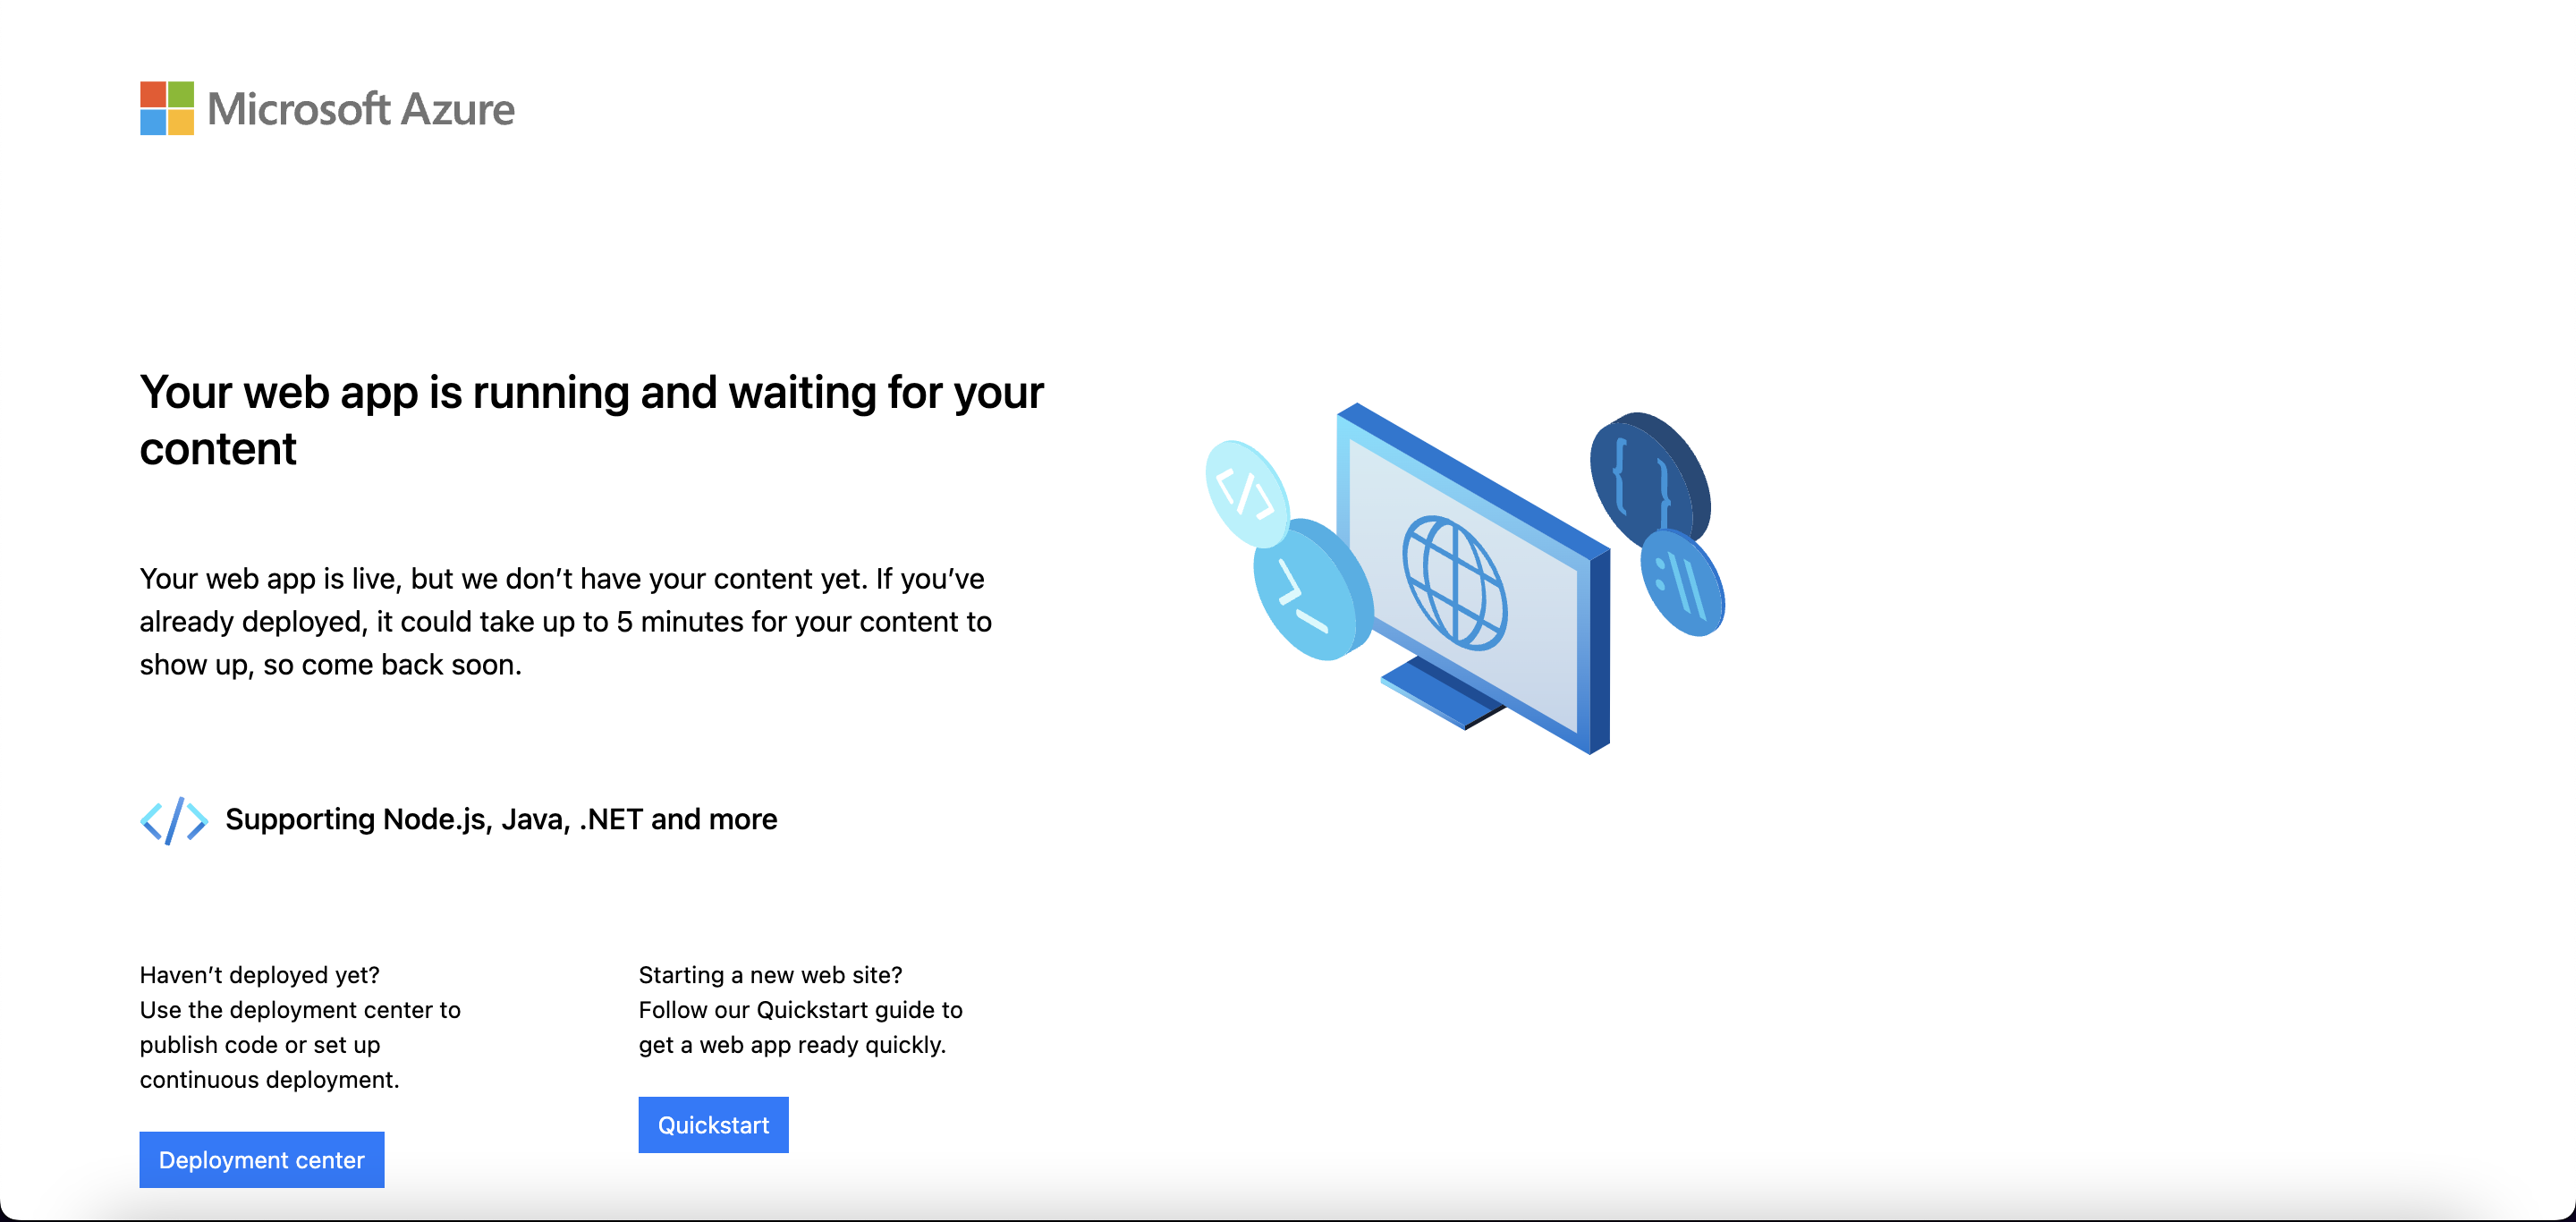 Microsoft Azure
Your web app is running and waiting for your
content
Your web app is live, but we don’t have your content yet. If you’ve
already deployed, it could take up to 5 minutes for your content to
show up, so come back soon.
Supporting Node.js, Java, .NET and more
Haven’t deployed yet?
Use the deployment center to
publish code or set up
continuous deployment.
Deployment center
Starting a new web site?
Follow our Quickstart guide to
get a web app ready quickly.
Quickstart